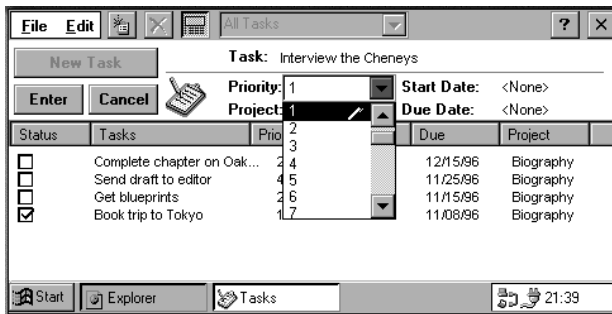 File Edit All Tasks ? ×
New Task Task: Interview the Cheneys
Enter Cancel Priority: 1 Start Date: <None>
Project: Due Date: <None>
1
2
3
4
5
6
7
Status Tasks Prio Due Project
Complete chapter on Oak... 2 12/15/96 Biography
Send draft to editor 4 11/25/96 Biography
Get blueprints 2 11/15/96 Biography
Book trip to Tokyo 1 11/08/96 Biography
Start Explorer Tasks 21:39